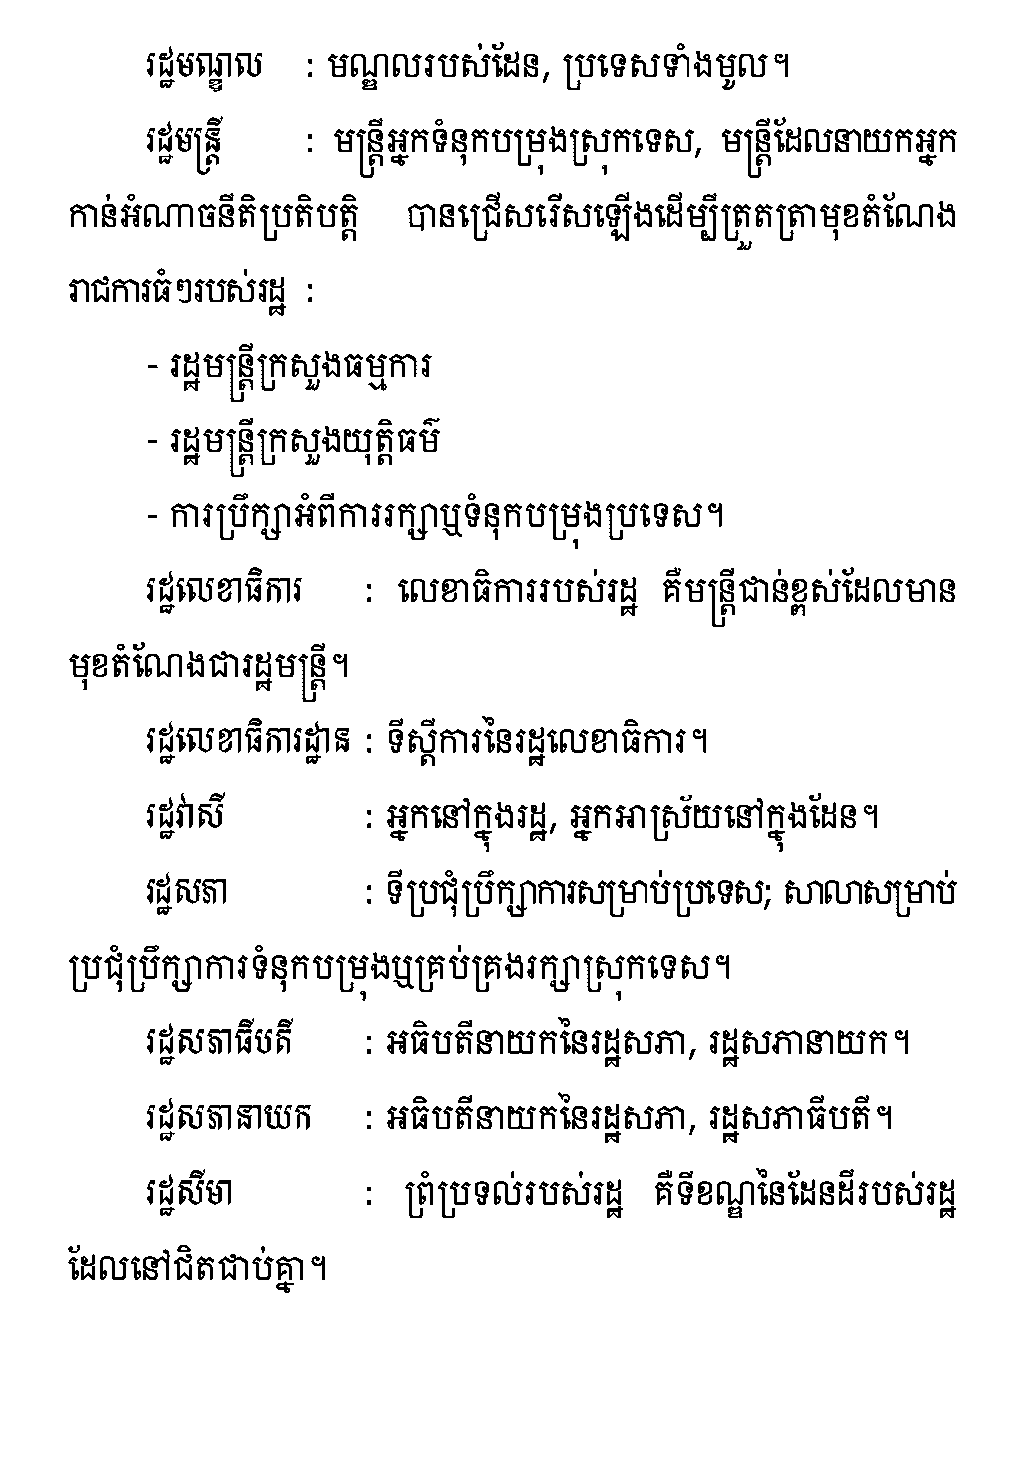 រដ្ឋមណ្ឌល : មណ្ឌលរបស់ដែន, ប្រទេសទាំងមូល។
រដ្ឋមន្ត្រី : មន្ត្រីអ្នកទំនុកបម្រុងស្រុកទេស, មន្ត្រីដែលនាយកអ្នក
កាន់អំណាចនីតិប្រតិបត្តិ បានជ្រើសរើសឡើងដើម្បីត្រួតត្រាមុខតំណែង
រាជការធំៗរបស់រដ្ឋ :
- រដ្ឋមន្ត្រីក្រសួងធម្មការ
- រដ្ឋមន្ត្រីក្រសួងយុត្តិធម៌
- ការប្រឹក្សាអំពីការរក្សាឬទំនុកបម្រុងប្រទេស។
រដ្ឋលេខាធិការ : លេខាធិការរបស់រដ្ឋ គឺមន្ត្រីជាន់ខ្ពស់ដែលមាន
មុខតំណែងជារដ្ឋមន្ត្រី។
រដ្ឋលេខាធិការដ្ឋាន : ទីស្តីការនៃរដ្ឋលេខាធិការ។
រដ្ឋវាសី : អ្នកនៅក្នុងរដ្ឋ, អ្នកអាស្រ័យនៅក្នុងដែន។
រដ្ឋសភា : ទីប្រជុំប្រឹក្សាការសម្រាប់ប្រទេស; សាលាសម្រាប់
ប្រជុំប្រឹក្សាការទំនុកបម្រុងឬគ្រប់គ្រងរក្សាស្រុកទេស។
រដ្ឋសភាធិបតី : អធិបតីនាយកនៃរដ្ឋសភា, រដ្ឋសភានាយក។
រដ្ឋសភានាយក : អធិបតីនាយកនៃរដ្ឋសភា, រដ្ឋសភាធិបតី។
រដ្ឋសីមា : ព្រំប្រទល់របស់រដ្ឋ គឺទីខណ្ឌនៃដែនដីរបស់រដ្ឋ
ដែលនៅជិតជាប់គ្នា។